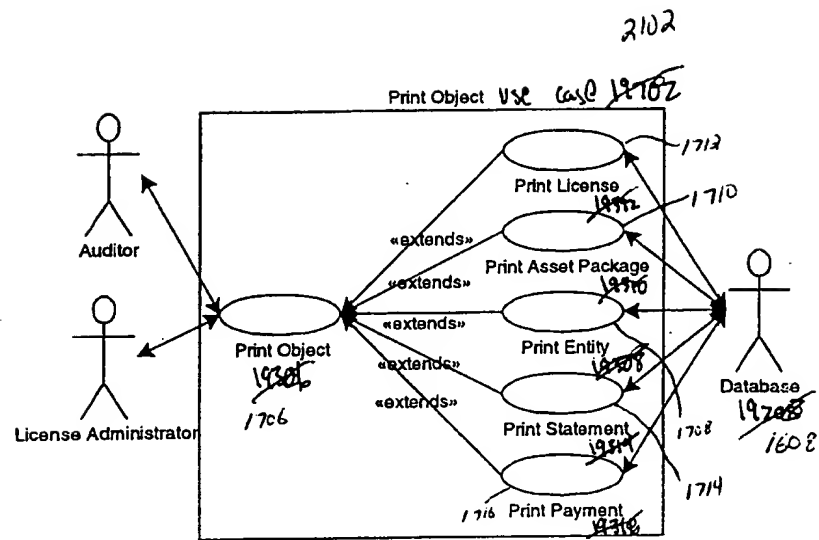 2102
Print Object use case
1712
Print License
1710
Auditor
«extends»
Print Asset Package
«extends»
«extends»
Print Object
Print Entity
1706
«extends»
Database
License Administrator
«extends»
Print Statement
1708
1608
1714
1716
Print Payment